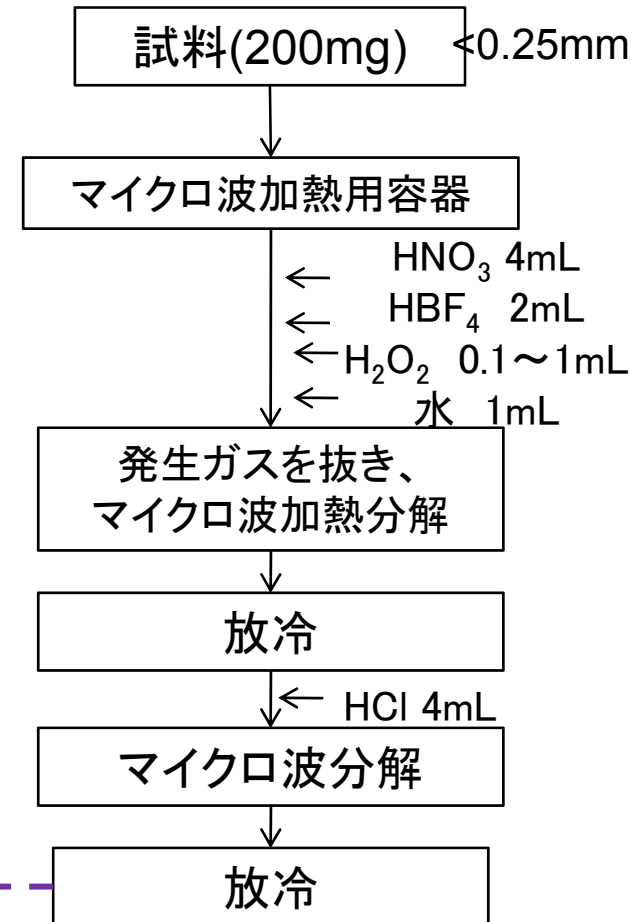 試料(200mg) <0.25mm
マイクロ波加熱用容器
HNO₃ 4mL
HBF₄ 2mL
H₂O₂ 0.1～1mL
水 1mL
発生ガスを抜き、
マイクロ波加熱分解
放冷
HCl 4mL
マイクロ波分解
放冷